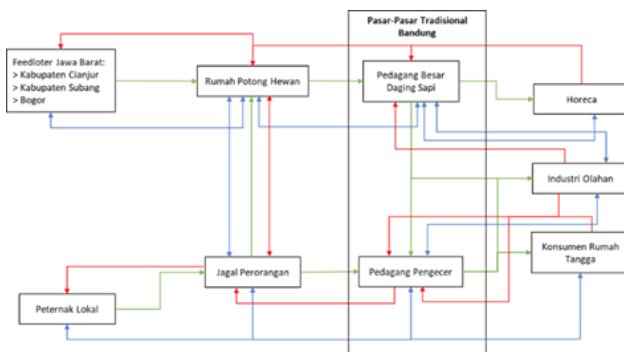 Pasar-Pasar Tradisional
Bandung
Feedloter Jawa Barat:
> Kabupaten Cianjur
> Kabupaten Subang
> Bogor
Rumah Potong Hewan
Pedagang Besar
Daging Sapi
Horeca
Industri Olahan
Konsumen Rumah
Tangga
Jagal Perorangan
Pedagang Pengecer
Peternak Lokal